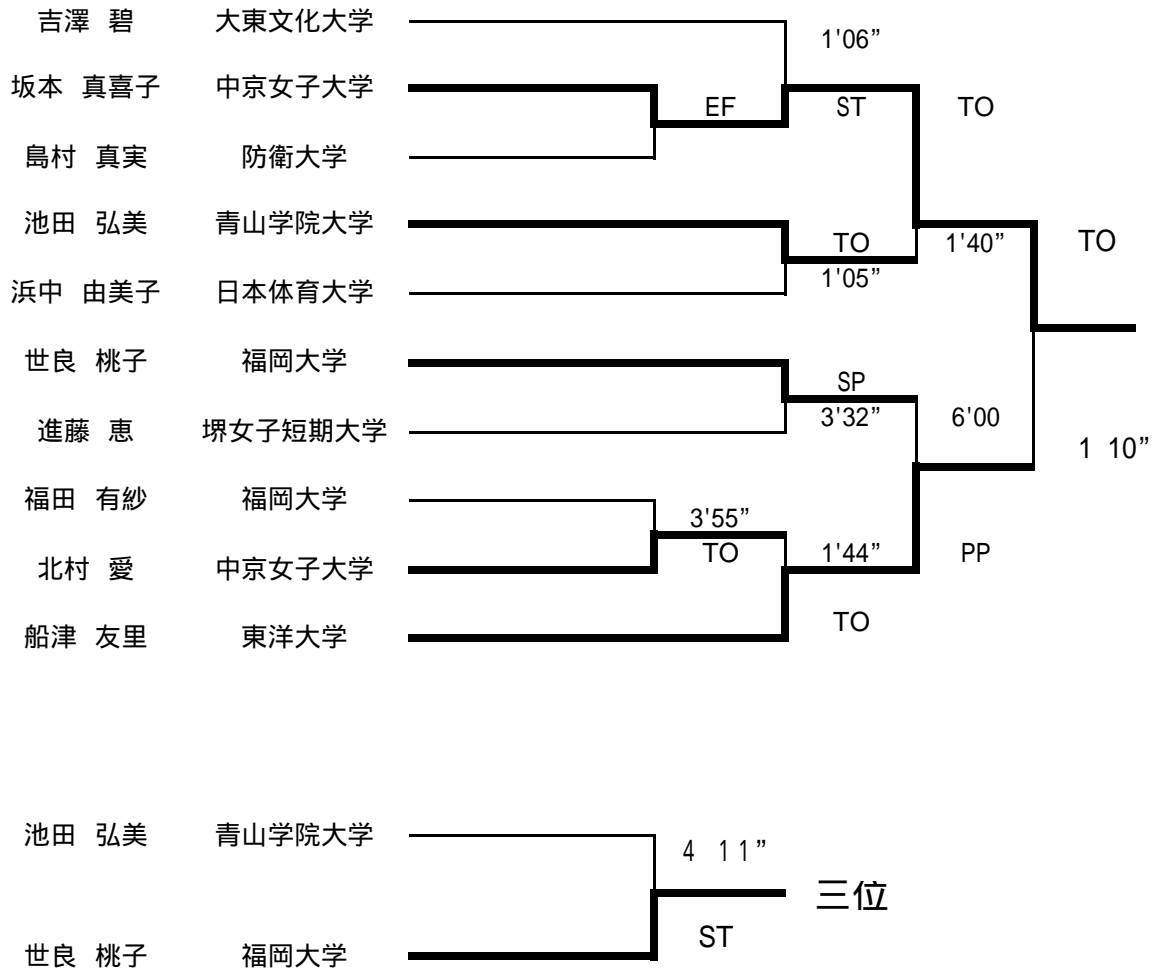 吉澤 碧 大東文化大学
1'06”
坂本 真喜子 中京女子大学
EF ST TO
島村 真実 防衛大学
池田 弘美 青山学院大学
TO 1'40” TO
1'05”
浜中 由美子 日本体育大学
世良 桃子 福岡大学
SP
3'32” 6'00
進藤 恵 堺女子短期大学
1 10”
福田 有紗 福岡大学
3'55”
TO 1'44” PP
北村 愛 中京女子大学
TO
船津 友里 東洋大学
池田 弘美 青山学院大学
4 11”
三位
ST
世良 桃子 福岡大学